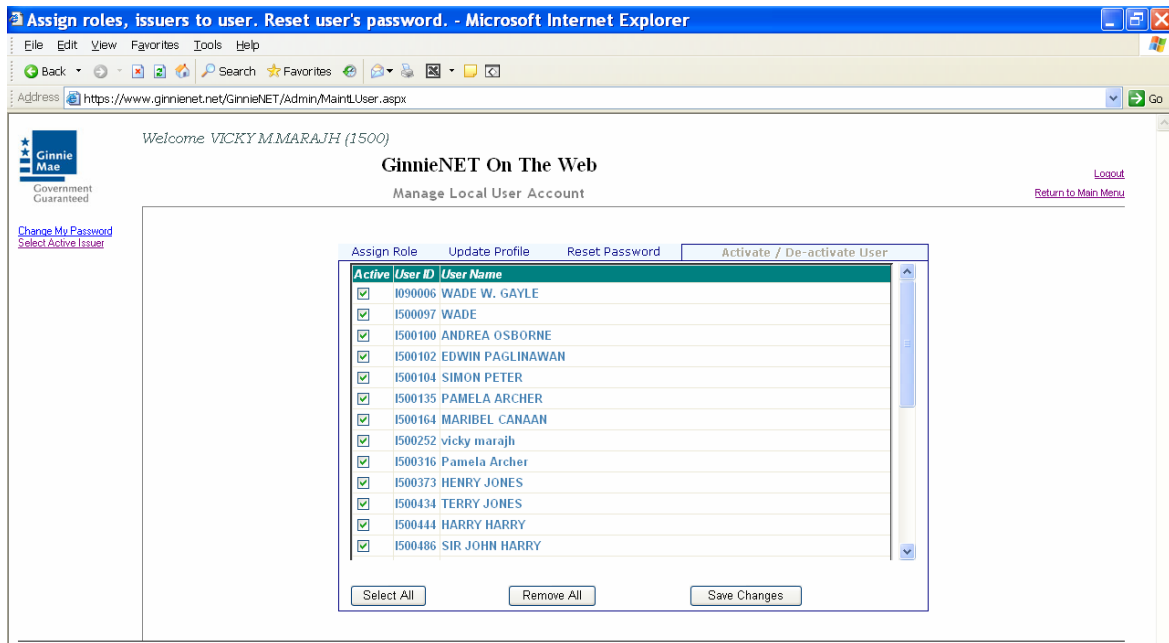 Assign roles, issuers to user. Reset user's password. - Microsoft Internet Explorer
File Edit View Favorites Tools Help
Back Search Favorites
Address https://www.ginnienet.net/GinnieNET/Admin/MaintLUser.aspx Go
Ginnie Mae
Government Guaranteed
Welcome VICKY M.MARAJH (1500)
GinnieNET On The Web
Manage Local User Account
Logout
Return to Main Menu
Change My Password
Select Active Issuer
Assign Role Update Profile Reset Password Activate / De-activate User
Active User ID User Name
I090006 WADE W. GAYLE
I500097 WADE
I500100 ANDREA OSBORNE
I500102 EDWIN PAGLINAWAN
I500104 SIMON PETER
I500135 PAMELA ARCHER
I500164 MARIBEL CANAAN
I500252 vicky marajh
I500316 Pamela Archer
I500373 HENRY JONES
I500434 TERRY JONES
I500444 HARRY HARRY
I500486 SIR JOHN HARRY
Select All Remove All Save Changes